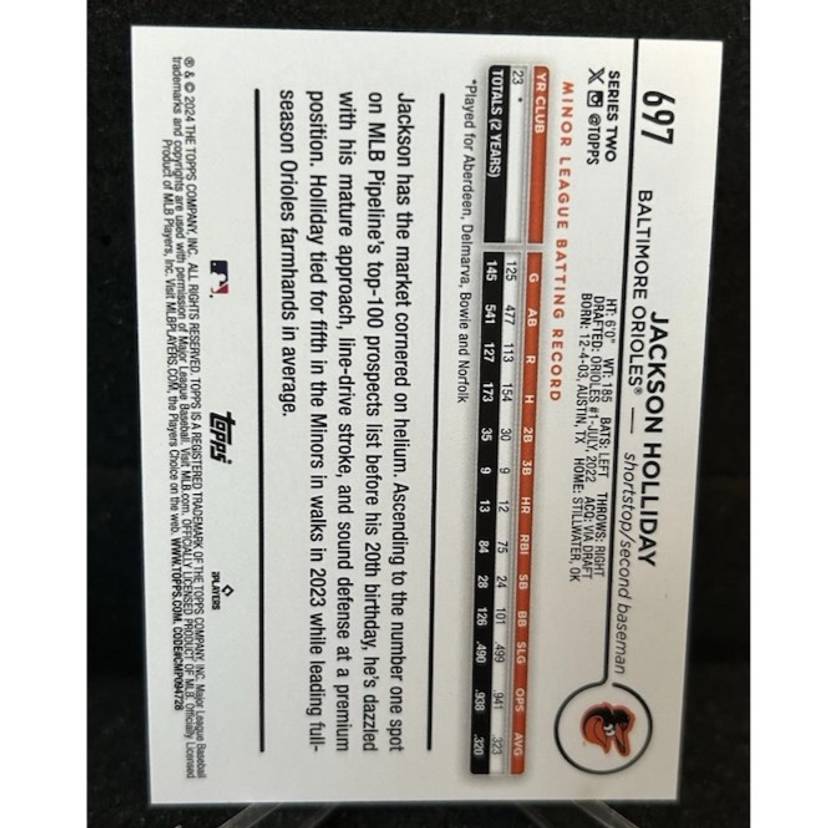 697
JACKSON HOLLIDAY
BALTIMORE ORIOLES® — shortstop/second baseman
SERIES TWO
X @TOPPS
HT: 6'0" WT: 185 BATS: LEFT THROWS: RIGHT
DRAFTED: ORIOLES #1-JULY, 2022 ACQ: VIA DRAFT
BORN: 12-4-03, AUSTIN, TX HOME: STILLWATER, OK
MINOR LEAGUE BATTING RECORD
YR CLUB G AB R H 2B 3B HR RBI SB BB SLG OPS AVG
23 * 125 477 113 154 30 9 12 75 24 101 .499 .941 .323
TOTALS (2 YEARS) 145 541 127 173 35 9 13 84 28 126 .490 .938 .320
*Played for Aberdeen, Delmarva, Bowie and Norfolk
Jackson has the market cornered on helium. Ascending to the number one spot
on MLB Pipeline's top-100 prospects list before his 20th birthday, he's dazzled
with his mature approach, line-drive stroke, and sound defense at a premium
position. Holliday tied for fifth in the Minors in walks in 2023 while leading full-
season Orioles farmhands in average.
topps
PLAYERS
® & © 2024 THE TOPPS COMPANY, INC. ALL RIGHTS RESERVED. TOPPS IS A REGISTERED TRADEMARK OF THE TOPPS COMPANY, INC. Major League Baseball
trademarks and copyrights are used with permission of Major League Baseball. Visit MLB.com. OFFICIALLY LICENSED PRODUCT OF MLB. Officially Licensed
Product of MLB Players, Inc. Visit MLBPLAYERS.COM, the Players Choice on the web. WWW.TOPPS.COM. CODE#CMP094728